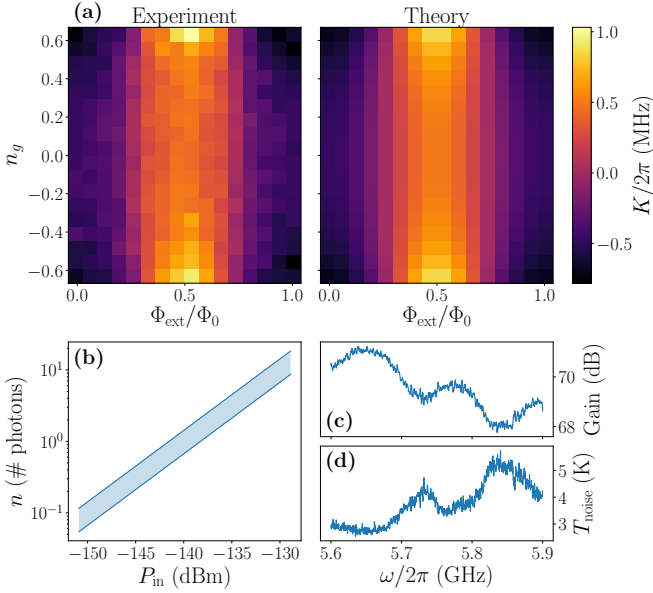 (a) Experiment Theory
0.6
0.4
0.2
0.0
−0.2
−0.4
−0.6
n_g
0.0 0.5 1.0
Φ_ext/Φ_0
0.0 0.5 1.0
Φ_ext/Φ_0
1.0
0.5
0.0
−0.5
K/2π (MHz)
(b)
10^1
10^0
10^−1
n (# photons)
−150 −145 −140 −135 −130
P_in (dBm)
(c)
70
68
Gain (dB)
(d)
5
4
3
T_noise (K)
5.6 5.7 5.8 5.9
ω/2π (GHz)